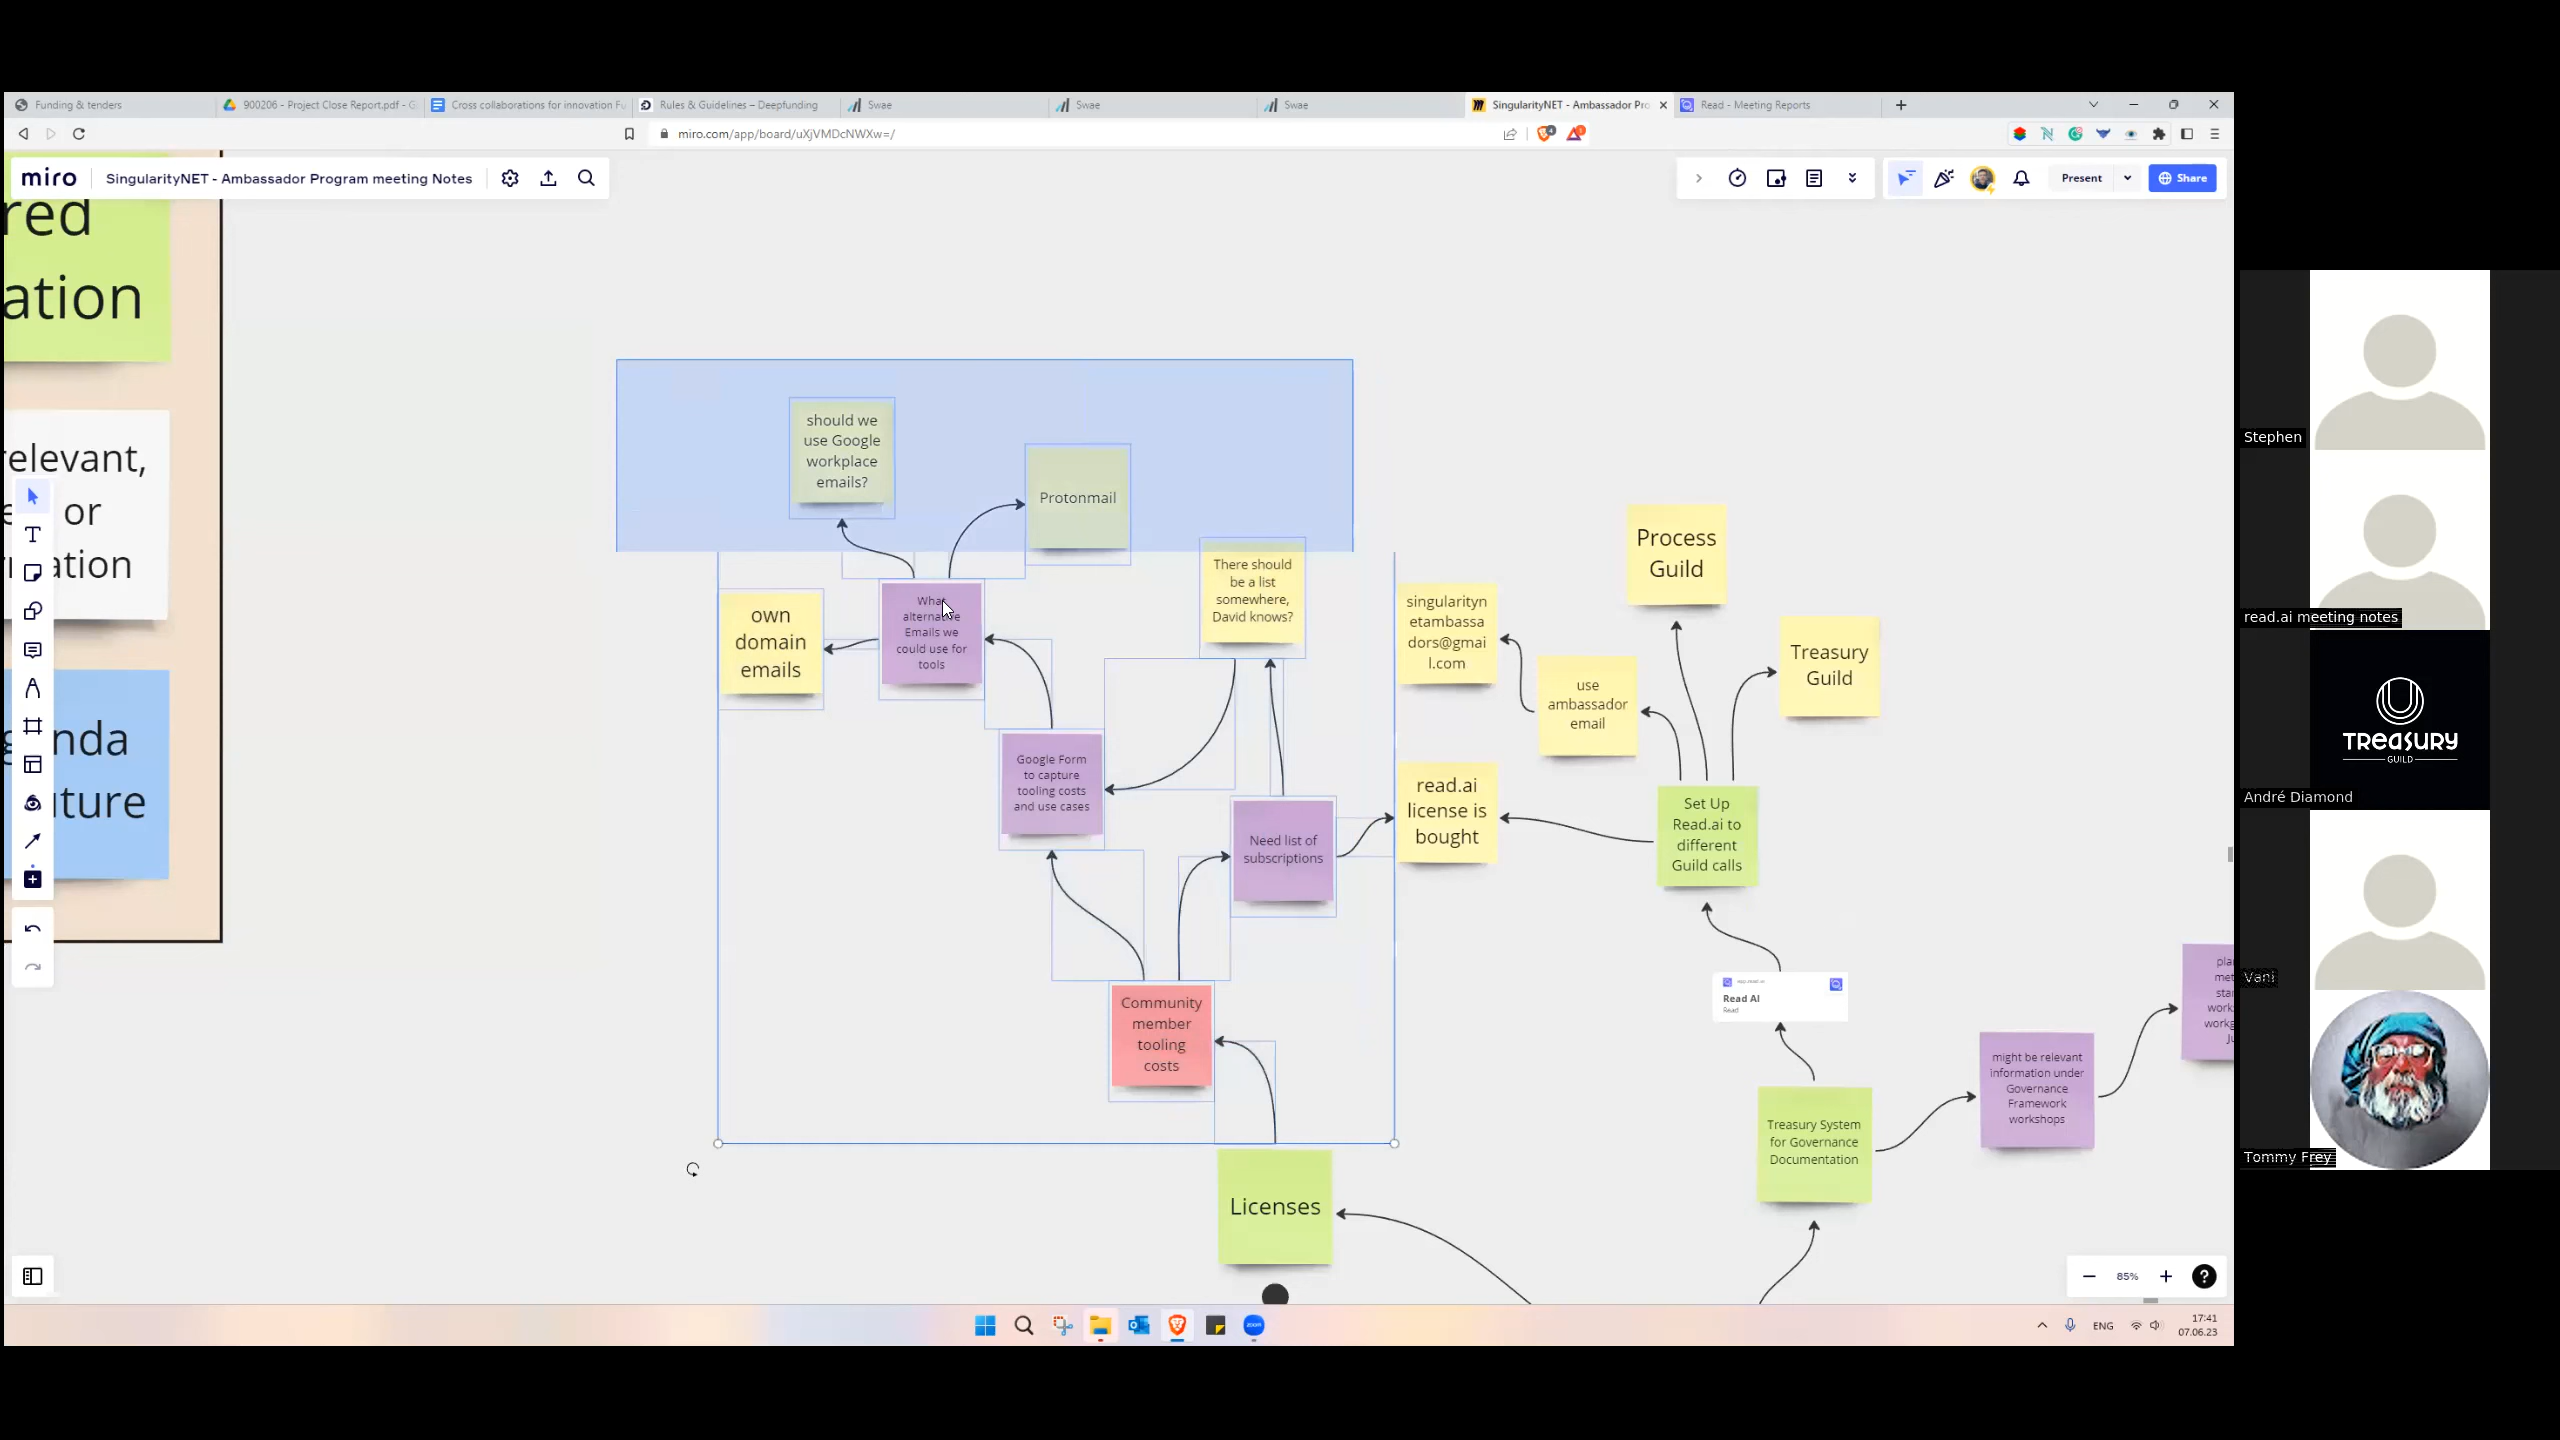 Funding & tenders
900206 - Project Close Report.pdf - G
Cross collaborations for innovation Fu
Rules & Guidelines – Deepfunding
Swae
Swae
Swae
SingularityNET - Ambassador Pro
Read - Meeting Reports
miro.com/app/board/uXjVMDcNWXw=/
miro
SingularityNET - Ambassador Program meeting Notes
Present
Share
red
ation
relevant,
or
ation
nda
uture
should we
use Google
workplace
emails?
Protonmail
There should
be a list
somewhere,
David knows?
own
domain
emails
What
alternative
Emails we
could use for
tools
Google Form
to capture
tooling costs
and use cases
Need list of
subscriptions
Community
member
tooling
costs
Licenses
singularityn
etambassa
dors@gmai
l.com
use
ambassador
email
Process
Guild
Treasury
Guild
read.ai
license is
bought
Set Up
Read.ai to
different
Guild calls
Read AI
Read
Treasury System
for Governance
Documentation
might be relevant
information under
Governance
Framework
workshops
85%
ENG
17:41
07.06.23
zoom
Stephen
read.ai meeting notes
TREASURY
GUILD
André Diamond
Vani
Tommy Frey